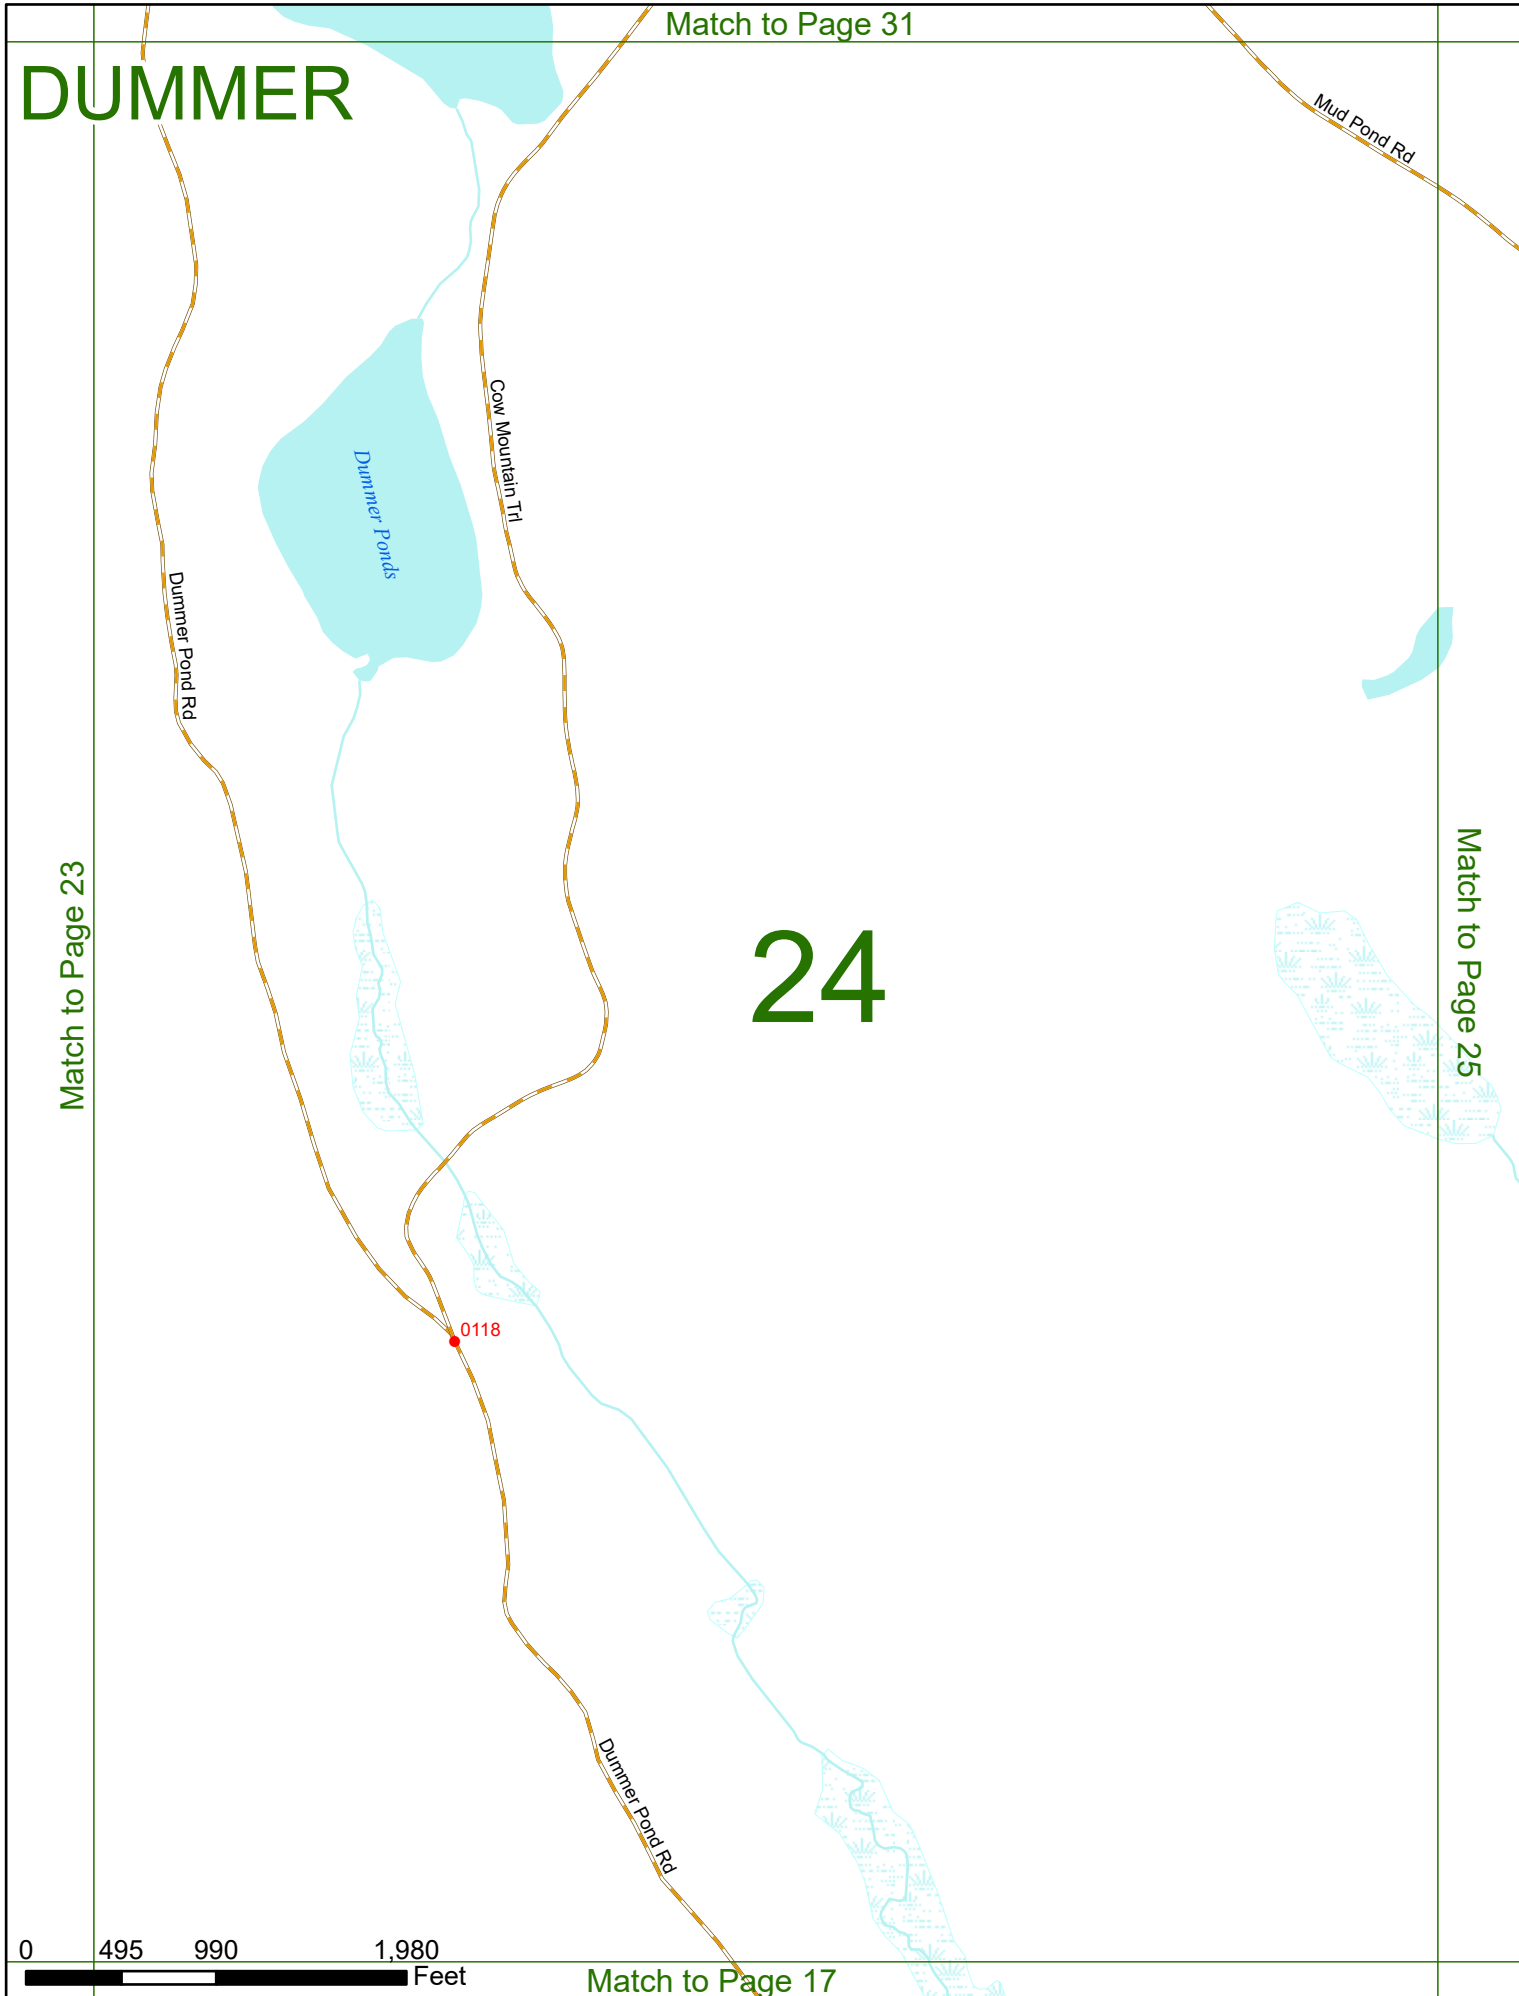 Match to Page 31
DUMMER
Mud Pond Rd
Cow Mountain Trl
Dummer Ponds
Dummer Pond Rd
Match to Page 23
24
Match to Page 25
0118
Dummer Pond Rd
0 495 990 1,980
Feet
Match to Page 17